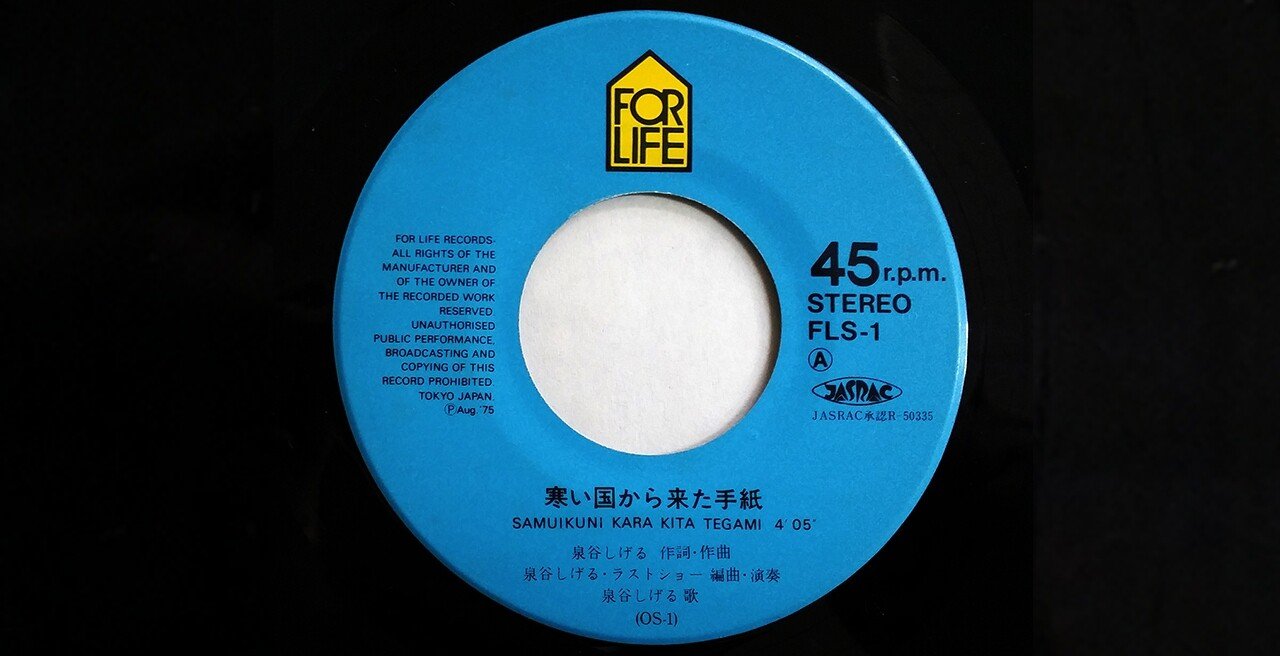 FOR
LIFE
FOR LIFE RECORDS-
ALL RIGHTS OF THE
MANUFACTURER AND
OF THE OWNER OF
THE RECORDED WORK
RESERVED.
UNAUTHORISED
PUBLIC PERFORMANCE,
BROADCASTING AND
COPYING OF THIS
RECORD PROHIBITED.
TOKYO JAPAN.
Ⓟ Aug. '75
45 r.p.m.
STEREO
FLS-1
Ⓐ
JASRAC
JASRAC承認R-50335
寒い国から来た手紙
SAMUIKUNI KARA KITA TEGAMI 4′05″
泉谷しげる 作詞・作曲
泉谷しげる・ラストショー 編曲・演奏
泉谷しげる 歌
(OS-1)